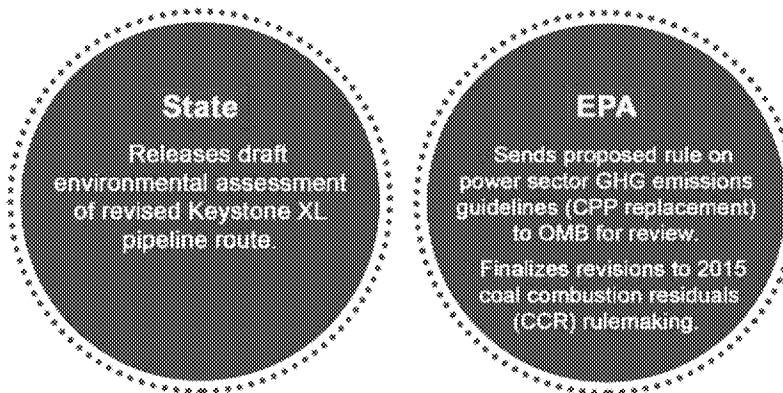 State
Releases draft
environmental assessment
of revised Keystone XL
pipeline route.
EPA
Sends proposed rule on
power sector GHG emissions
guidelines (CPP replacement)
to OMB for review.
Finalizes revisions to 2015
coal combustion residuals
(CCR) rulemaking.